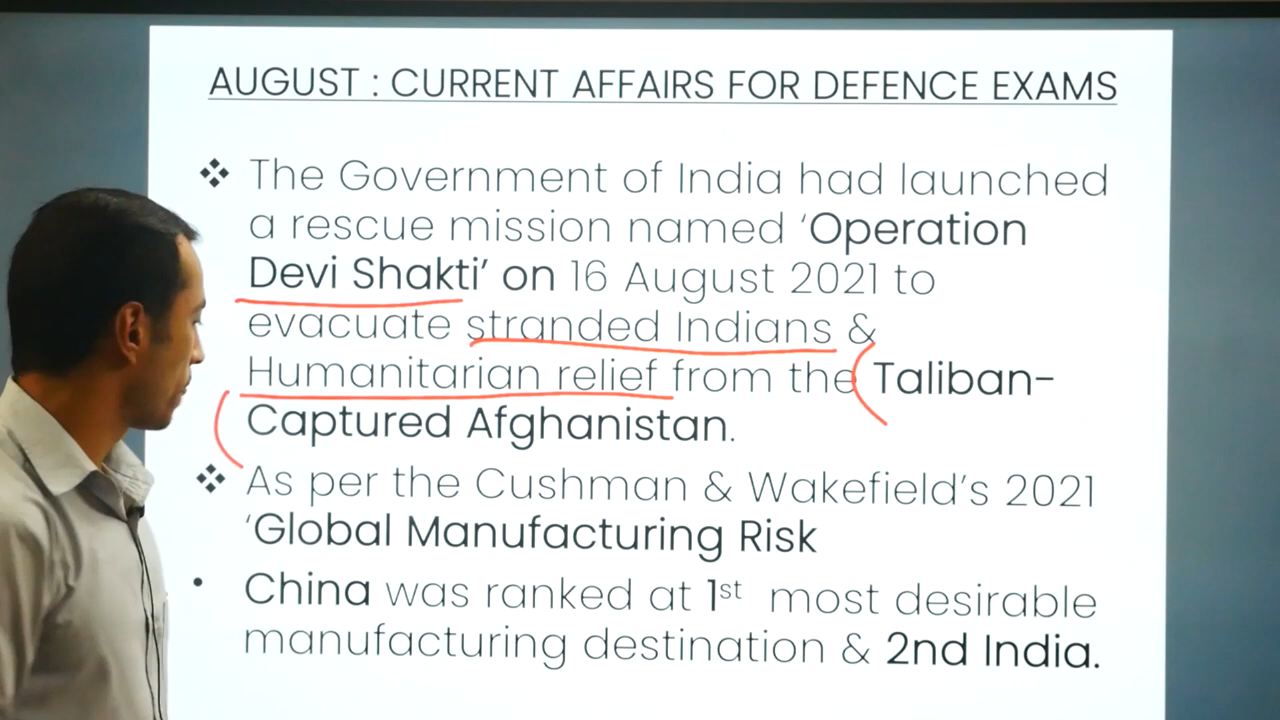 AUGUST : CURRENT AFFAIRS FOR DEFENCE EXAMS
❖ The Government of India had launched
a rescue mission named ‘Operation
Devi Shakti’ on 16 August 2021 to
evacuate stranded Indians &
Humanitarian relief from the Taliban-
Captured Afghanistan.
❖ As per the Cushman & Wakefield’s 2021
‘Global Manufacturing Risk
• China was ranked at 1st most desirable
manufacturing destination & 2nd India.